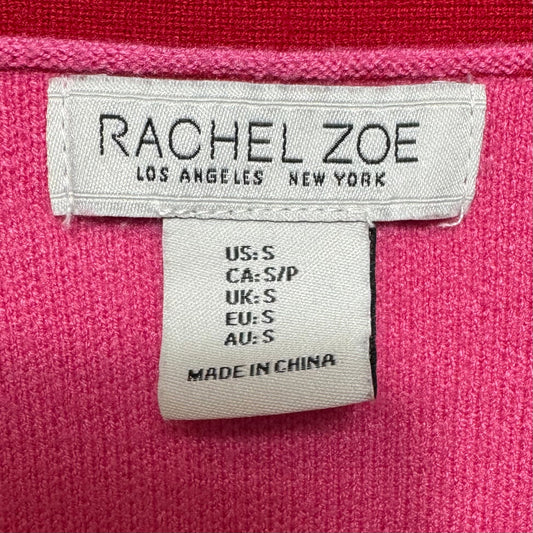 RACHEL ZOE
LOS ANGELES NEW YORK
US: S
CA: S/P
UK: S
EU: S
AU: S
MADE IN CHINA